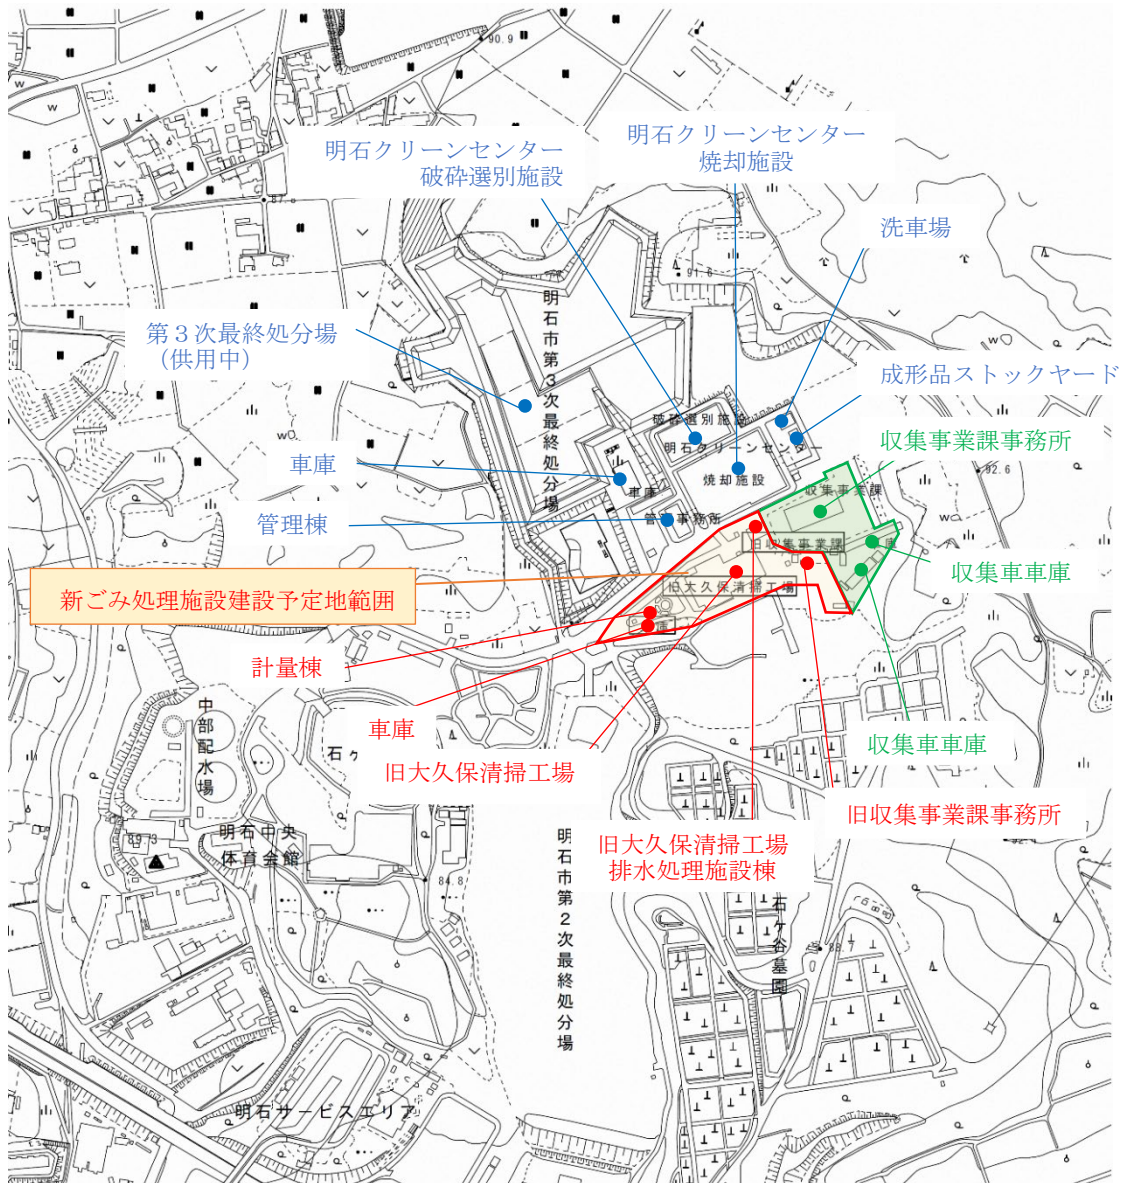 90.9
明石クリーンセンター
破砕選別施設
明石クリーンセンター
焼却施設
洗車場
91.6
明石市第3次最終処分場
第３次最終処分場
（供用中）
成形品ストックヤード
破砕選別施設
明石クリーンセンター
収集事業課事務所
車庫
焼却施設
92.6
車庫
収集事業課
管理棟
管理事務所
旧収集事業課
車庫
収集車車庫
新ごみ処理施設建設予定地範囲
旧大久保清掃工場
計量棟
中部配水場
車庫
石ヶ
収集車車庫
旧大久保清掃工場
旧収集事業課事務所
89.3
明石中央
体育会館
84.8
明石市第2次最終処分場
旧大久保清掃工場
排水処理施設棟
石ケ谷墓園
88.7
明石サービスエリア